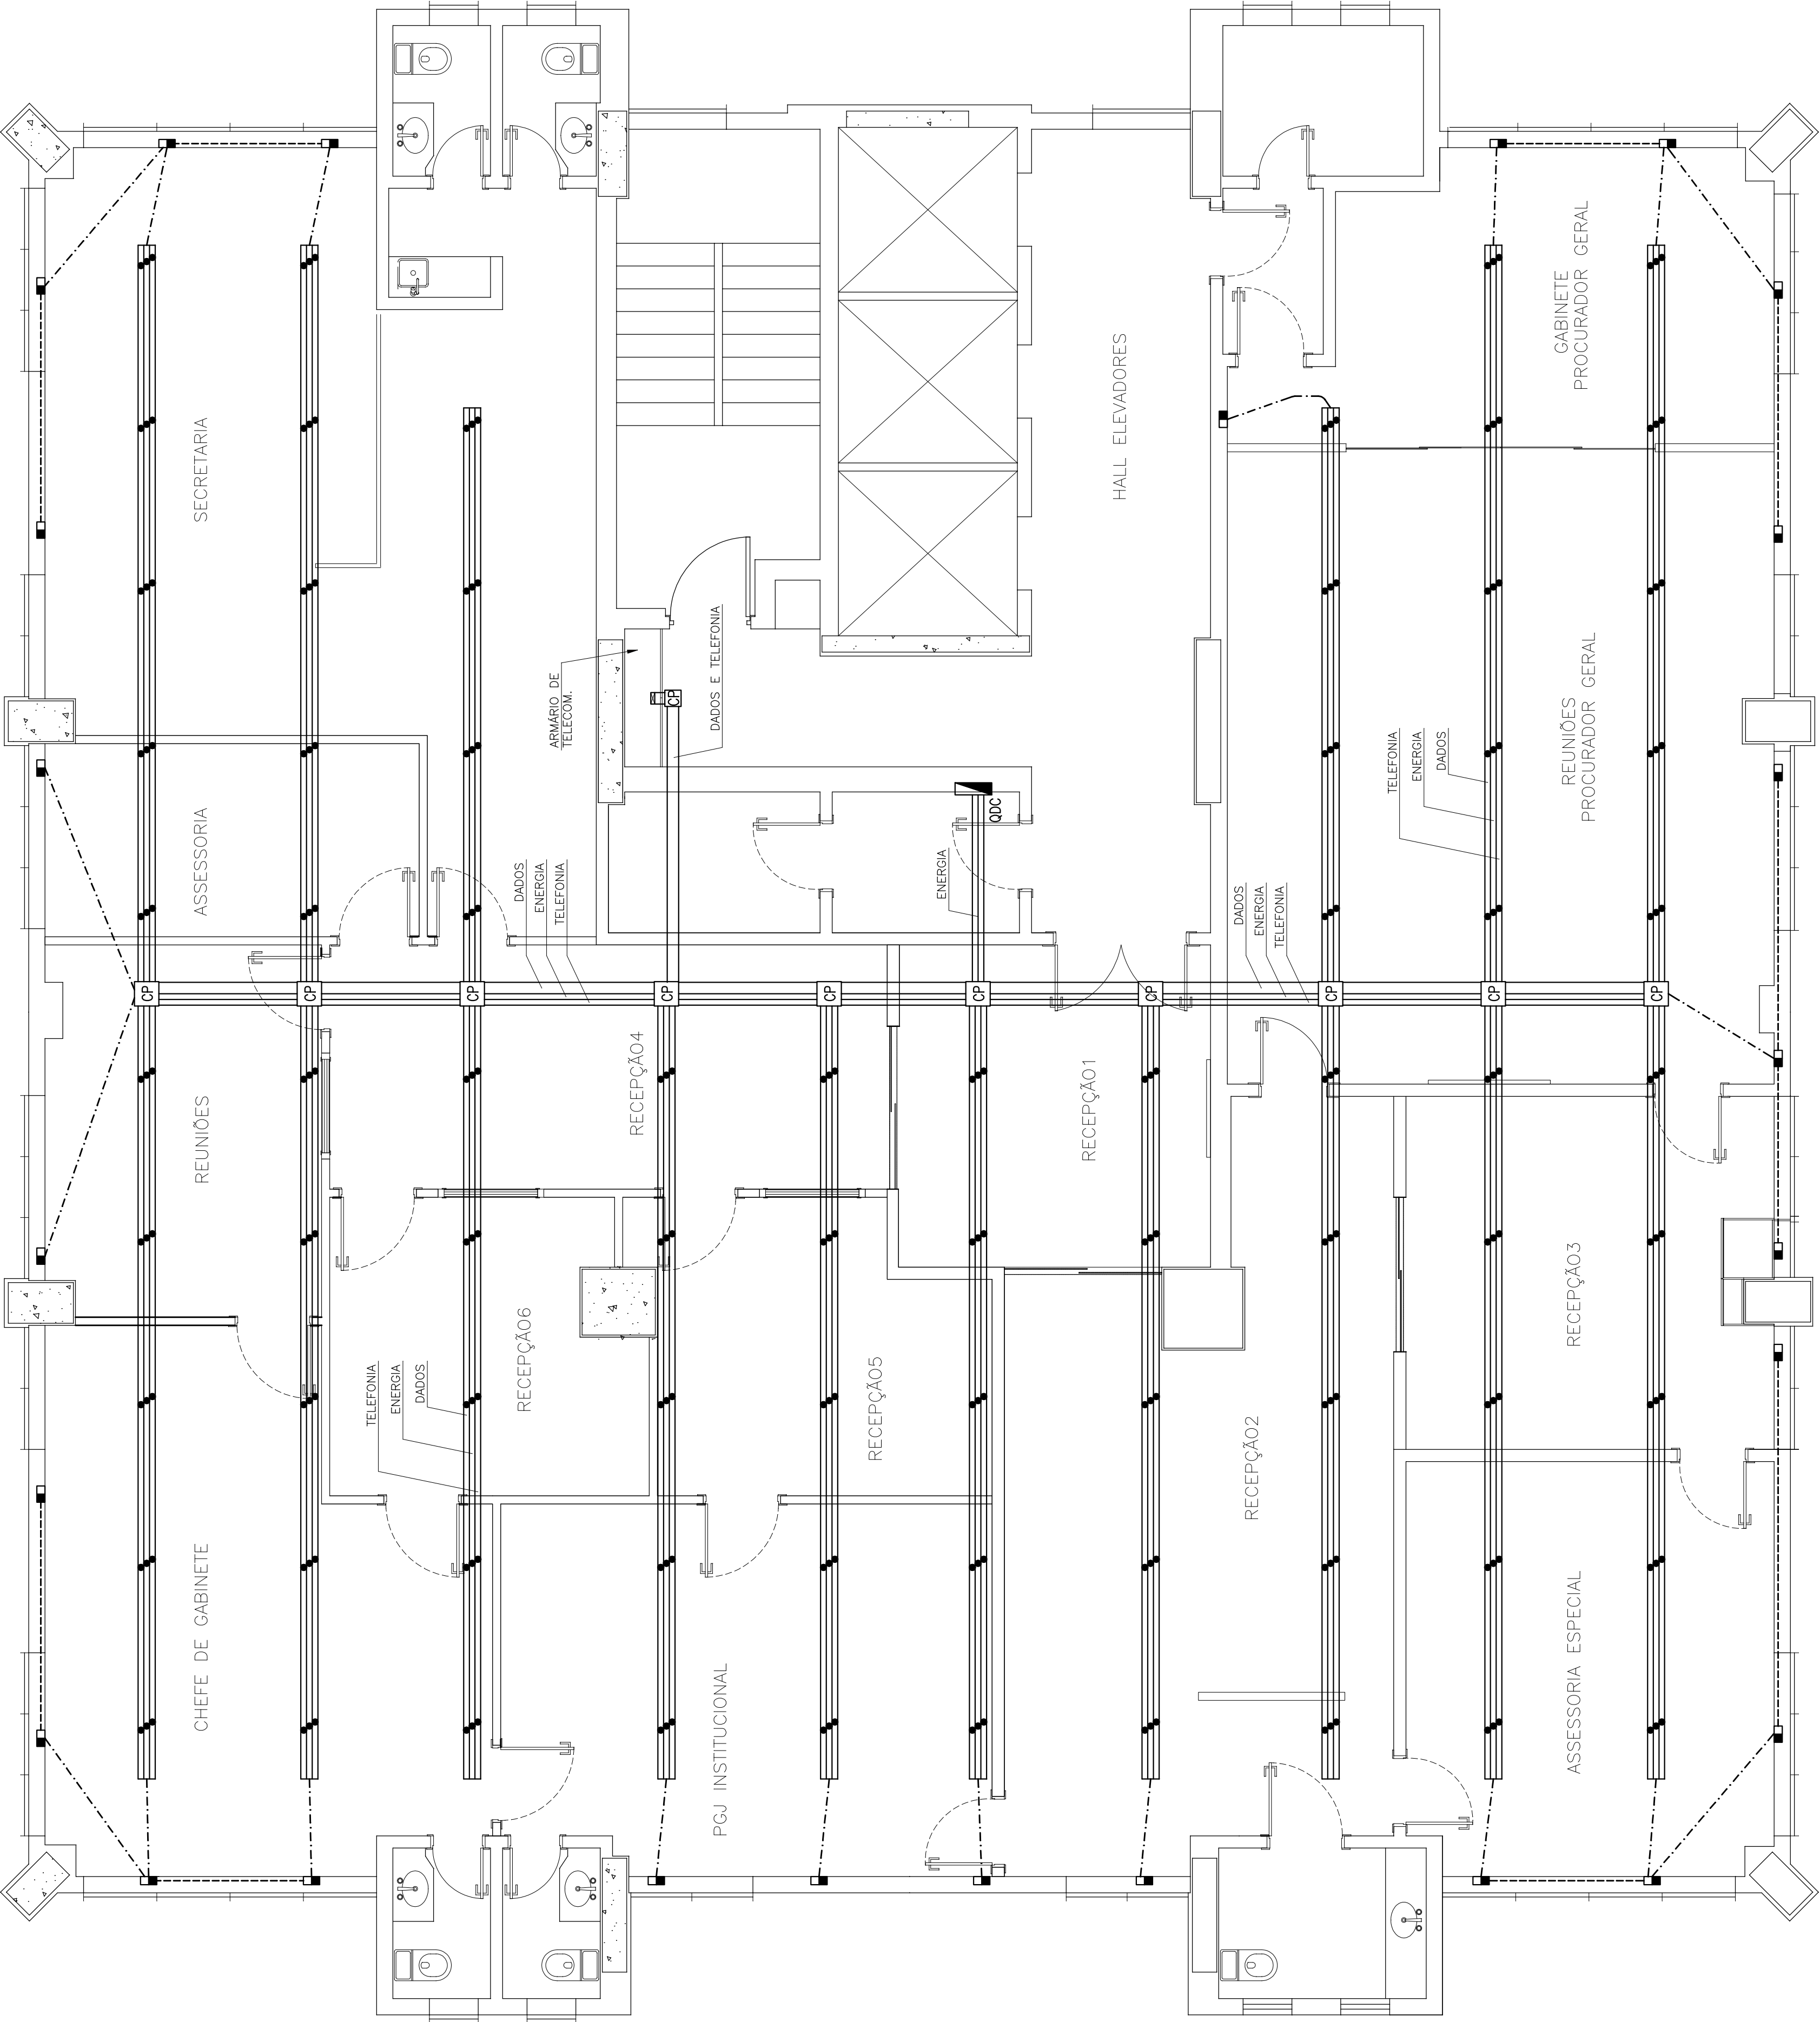 SECRETARIA
HALL ELEVADORES
GABINETE
PROCURADOR GERAL
ARMÁRIO DE
TELECOM.
CP
DADOS E TELEFONIA
REUNIÕES
PROCURADOR GERAL
TELEFONIA
ENERGIA
DADOS
ASSESSORIA
QDC
ENERGIA
DADOS
ENERGIA
TELEFONIA
DADOS
ENERGIA
TELEFONIA
CP
CP
CP
CP
CP
CP
CP
CP
CP
CP
REUNIÕES
RECEPÇÃO4
RECEPÇÃO1
RECEPÇÃO6
RECEPÇÃO5
RECEPÇÃO2
RECEPÇÃO3
TELEFONIA
ENERGIA
DADOS
CHEFE DE GABINETE
PGJ INSTITUCIONAL
ASSESSORIA ESPECIAL